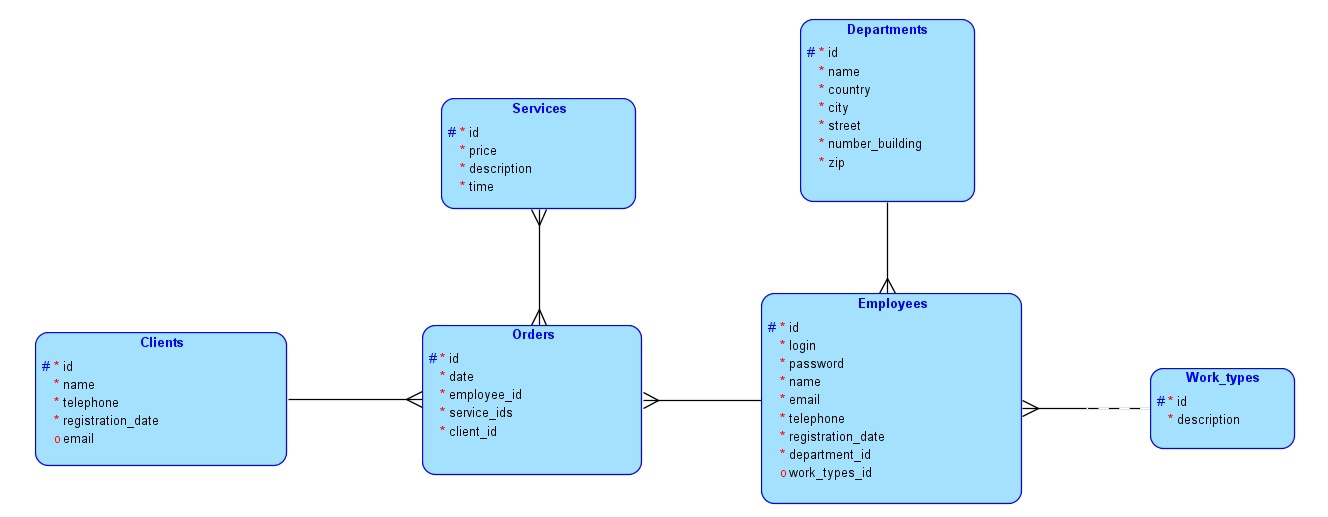 Departments
# * id
* name
* country
* city
* street
* number_building
* zip
Services
# * id
* price
* description
* time
Clients
# * id
* name
* telephone
* registration_date
o email
Orders
# * id
* date
* employee_id
* service_ids
* client_id
Employees
# * id
* login
* password
* name
* email
* telephone
* registration_date
* department_id
o work_types_id
Work_types
# * id
* description